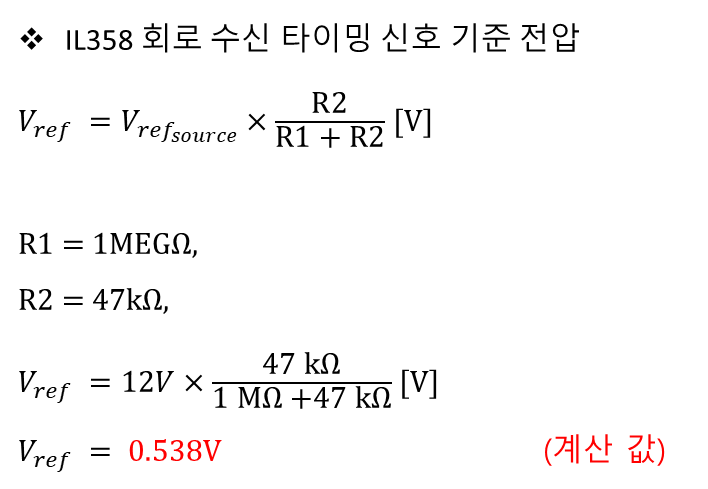 ❖ IL358 회로 수신 타이밍 신호 기준 전압
V_ref = V_ref_source × R2 / (R1 + R2) [V]
R1 = 1MEGΩ,
R2 = 47kΩ,
V_ref = 12V × 47 kΩ / (1 MΩ +47 kΩ) [V]
V_ref = 0.538V (계산 값)